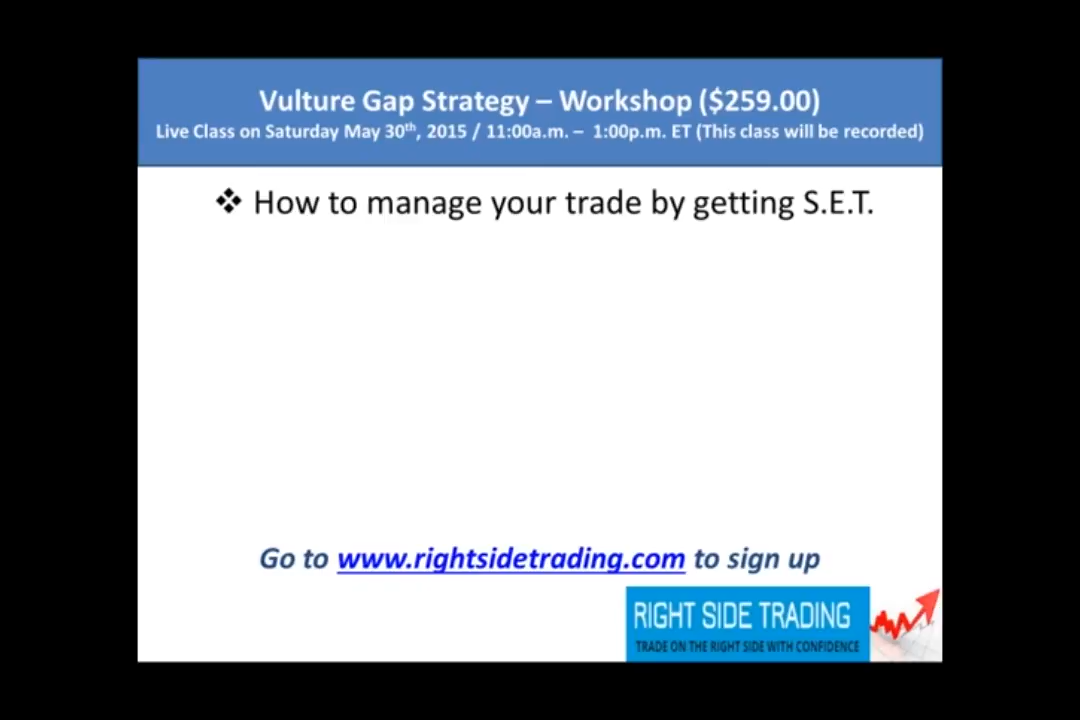 Vulture Gap Strategy – Workshop ($259.00)
Live Class on Saturday May 30th, 2015 / 11:00a.m. – 1:00p.m. ET (This class will be recorded)
❖ How to manage your trade by getting S.E.T.
Go to www.rightsidetrading.com to sign up
RIGHT SIDE TRADING
TRADE ON THE RIGHT SIDE WITH CONFIDENCE